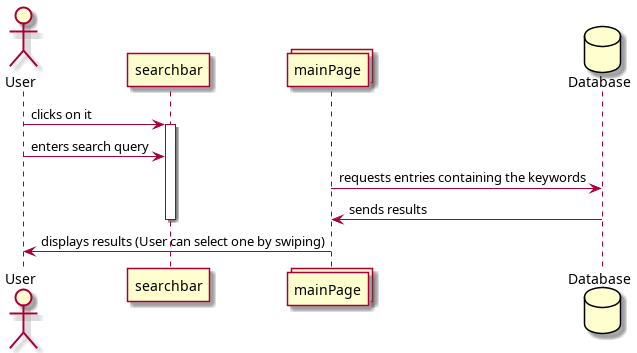 User
searchbar
mainPage
Database
clicks on it
enters search query
requests entries containing the keywords
sends results
displays results (User can select one by swiping)
User
searchbar
mainPage
Database